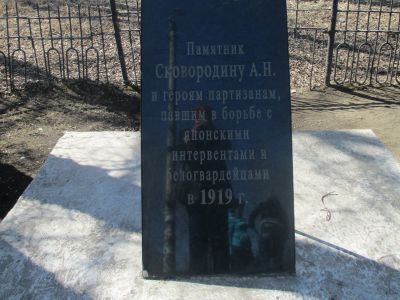 Памятник
Сковородину А.Н.
и героям партизанам,
павшим в борьбе с
японскими
интервентами и
белогвардейцами
в 1919 г.